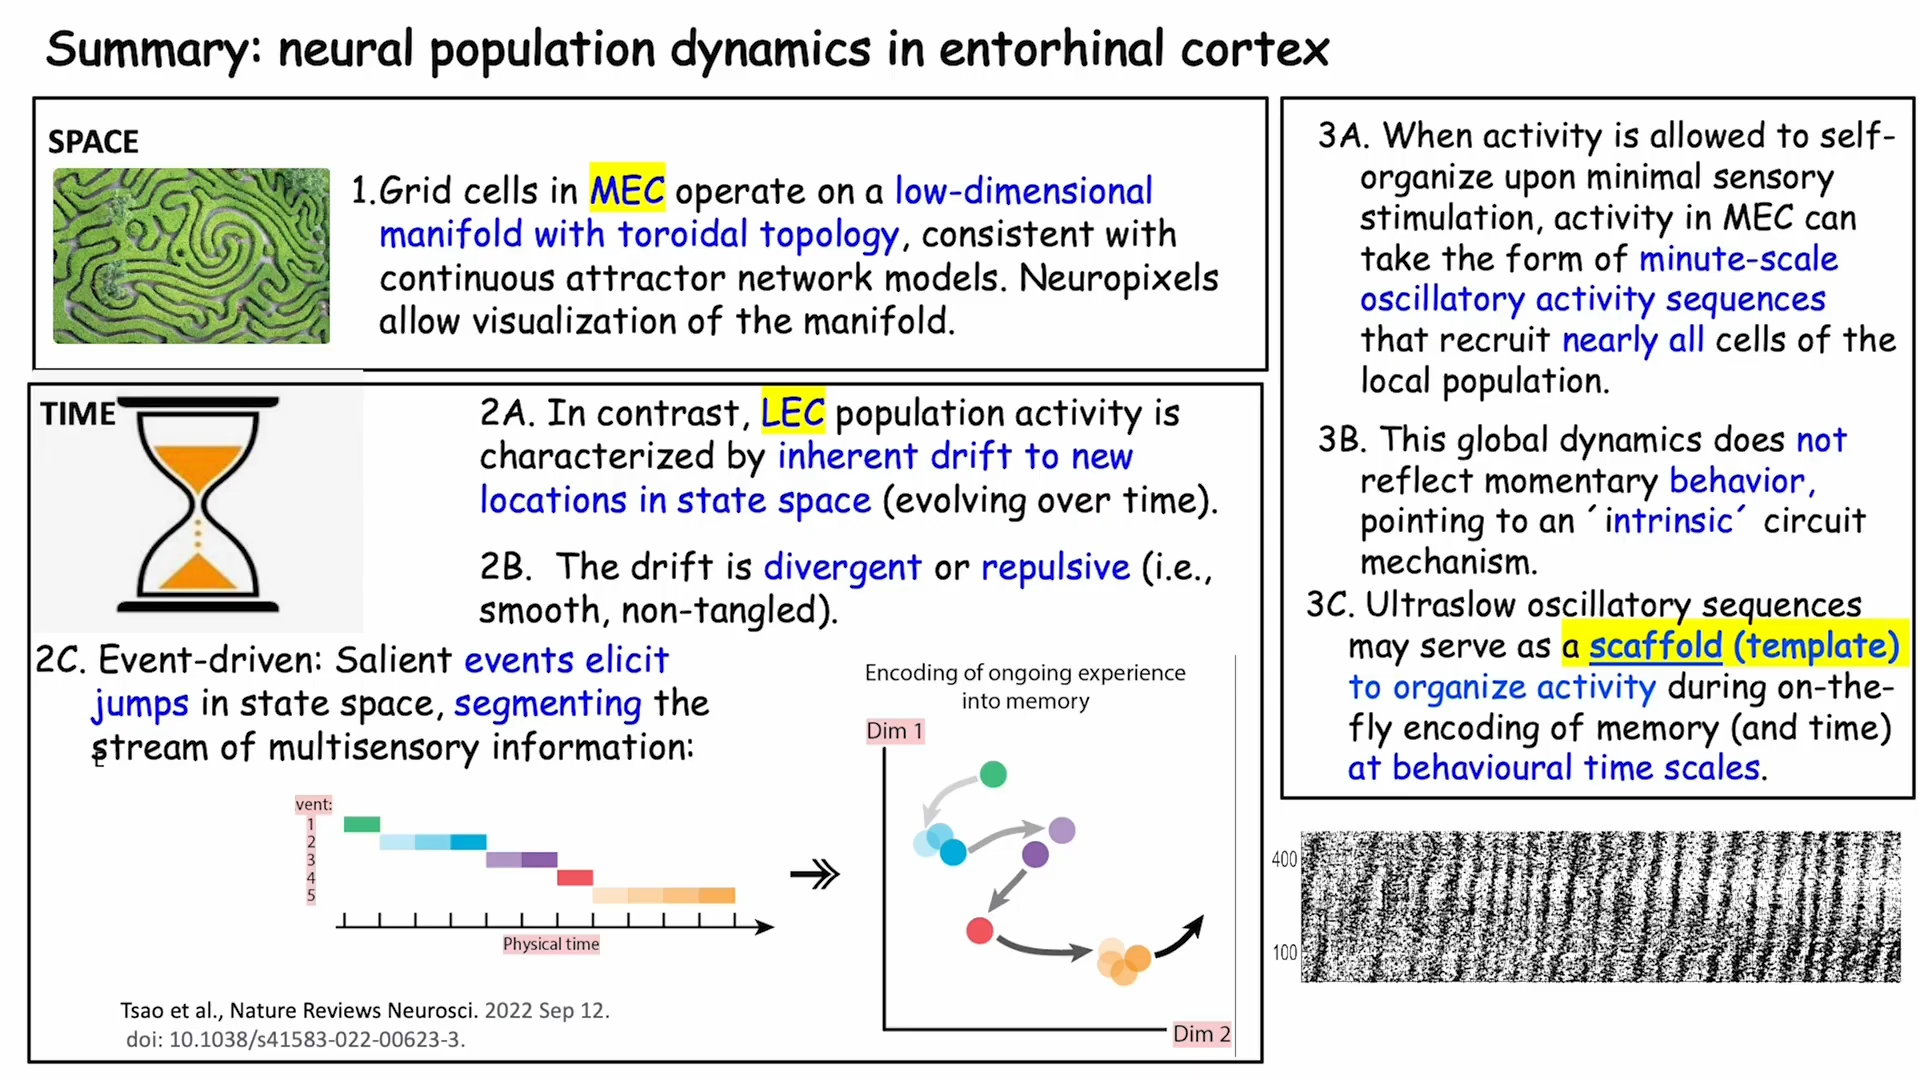 Summary: neural population dynamics in entorhinal cortex
SPACE
1.Grid cells in MEC operate on a low-dimensional
manifold with toroidal topology, consistent with
continuous attractor network models. Neuropixels
allow visualization of the manifold.
TIME
2A. In contrast, LEC population activity is
characterized by inherent drift to new
locations in state space (evolving over time).
2B. The drift is divergent or repulsive (i.e.,
smooth, non-tangled).
2C. Event-driven: Salient events elicit
jumps in state space, segmenting the
stream of multisensory information:
vent:
1
2
3
4
5
Physical time
Encoding of ongoing experience
into memory
Dim 1
Dim 2
Tsao et al., Nature Reviews Neurosci. 2022 Sep 12.
doi: 10.1038/s41583-022-00623-3.
3A. When activity is allowed to self-
organize upon minimal sensory
stimulation, activity in MEC can
take the form of minute-scale
oscillatory activity sequences
that recruit nearly all cells of the
local population.
3B. This global dynamics does not
reflect momentary behavior,
pointing to an ´intrinsic´ circuit
mechanism.
3C. Ultraslow oscillatory sequences
may serve as a scaffold (template)
to organize activity during on-the-
fly encoding of memory (and time)
at behavioural time scales.
400
100